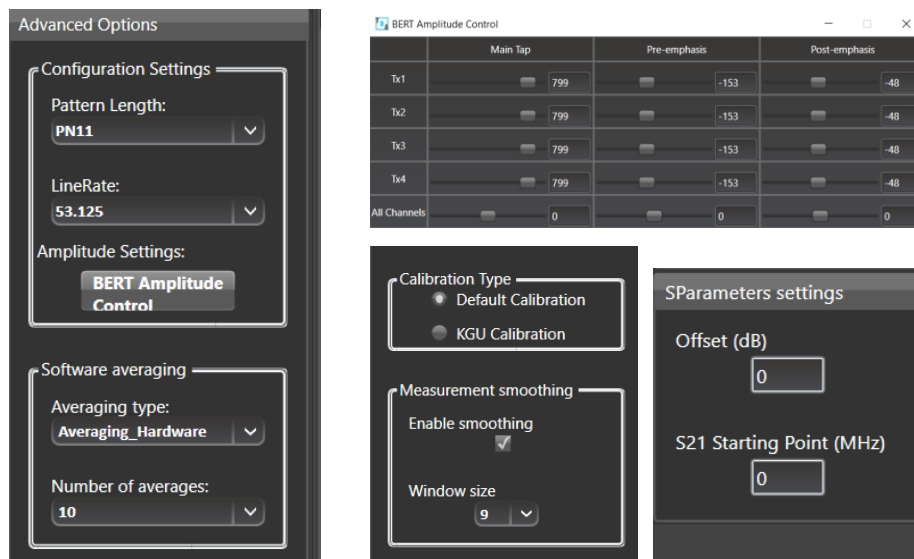 Advanced Options
Configuration Settings
Pattern Length:
PN11
LineRate:
53.125
Amplitude Settings:
BERT Amplitude
Control
Software averaging
Averaging type:
Averaging_Hardware
Number of averages:
10
BERT Amplitude Control
Main Tap Pre-emphasis Post-emphasis
Tx1 799 -153 -48
Tx2 799 -153 -48
Tx3 799 -153 -48
Tx4 799 -153 -48
All Channels 0 0 0
Calibration Type
Default Calibration
KGU Calibration
Measurement smoothing
Enable smoothing
Window size
9
SParameters settings
Offset (dB)
0
S21 Starting Point (MHz)
0